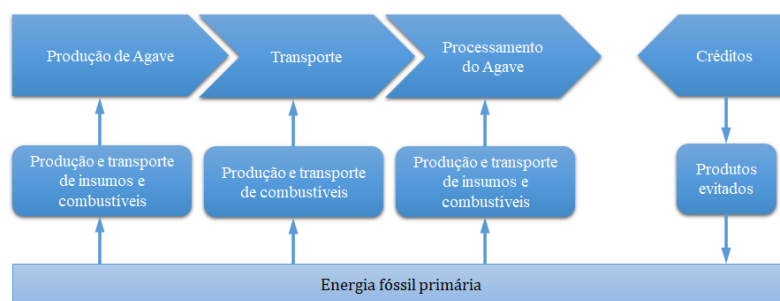 Produção de Agave
Transporte
Processamento
do Agave
Créditos
Produção e transporte
de insumos e
combustíveis
Produção e transporte
de combustíveis
Produção e transporte
de insumos e
combustíveis
Produtos
evitados
Energia fóssil primária